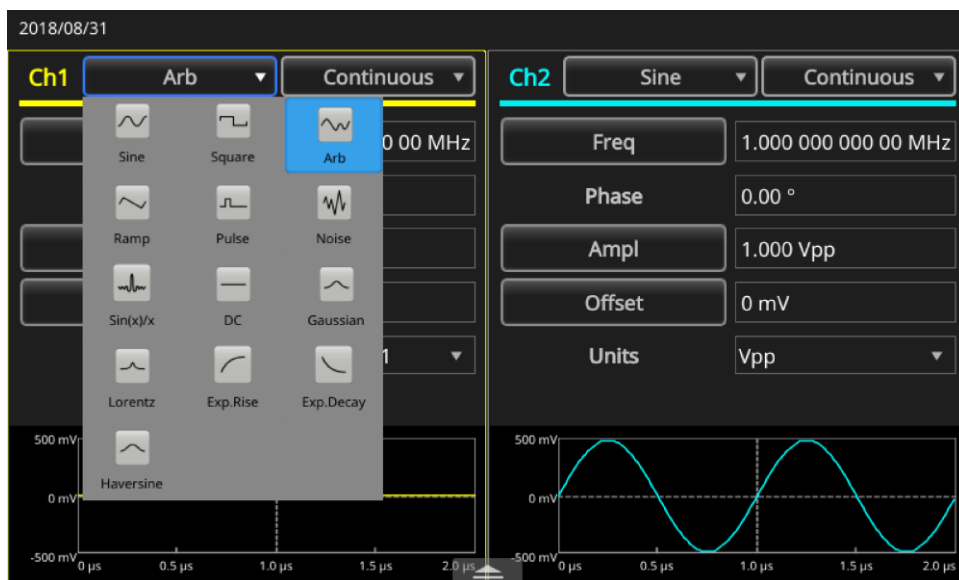 2018/08/31
Ch1 Arb Continuous
Ch2 Sine Continuous
Sine Square Arb
0 00 MHz
Freq 1.000 000 000 00 MHz
Ramp Pulse Noise
Phase 0.00 °
Ampl 1.000 Vpp
Sin(x)/x DC Gaussian
Offset 0 mV
1
Units Vpp
Lorentz Exp.Rise Exp.Decay
Haversine
500 mV
0 mV
-500 mV
0 µs 0.5 µs 1.0 µs 1.5 µs 2.0 µs
500 mV
0 mV
-500 mV
0 µs 0.5 µs 1.0 µs 1.5 µs 2.0 µs